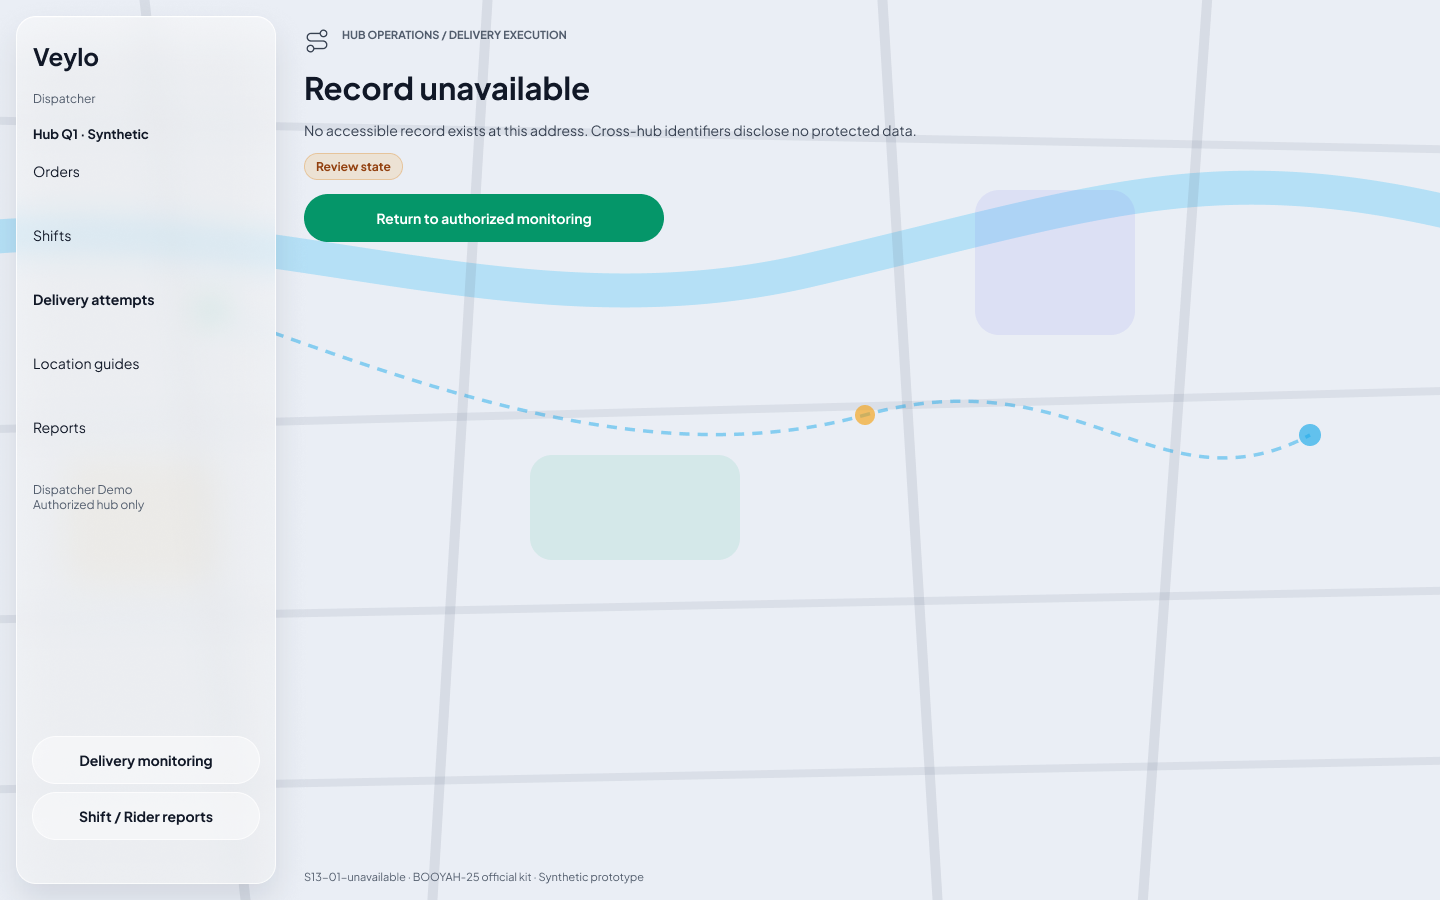 Veylo
Dispatcher
Hub Q1 · Synthetic
Orders
Shifts
Delivery attempts
Location guides
Reports
Dispatcher Demo
Authorized hub only
Delivery monitoring
Shift / Rider reports
HUB OPERATIONS / DELIVERY EXECUTION
Record unavailable
No accessible record exists at this address. Cross-hub identifiers disclose no protected data.
Review state
Return to authorized monitoring
S13-01-unavailable · BOOYAH-25 official kit · Synthetic prototype